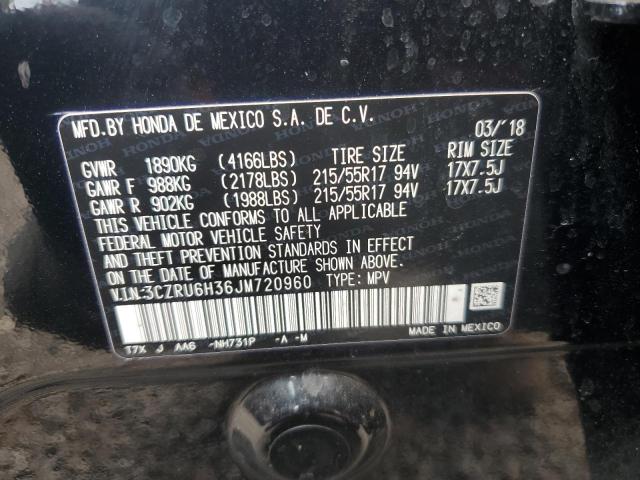 MFD.BY HONDA DE MEXICO S.A. DE C.V. 03/'18
GVWR 1890KG (4166LBS) TIRE SIZE RIM SIZE
GAWR F 988KG (2178LBS) 215/55R17 94V 17X7.5J
GAWR R 902KG (1988LBS) 215/55R17 94V 17X7.5J
THIS VEHICLE CONFORMS TO ALL APPLICABLE
FEDERAL MOTOR VEHICLE SAFETY
AND THEFT PREVENTION STANDARDS IN EFFECT
ON THE DATE OF MANUFACTURE SHOWN ABOVE.
V.I.N:3CZRU6H36JM720960 TYPE: MPV
T7X J AA6 -NH731P -A -M MADE IN MEXICO